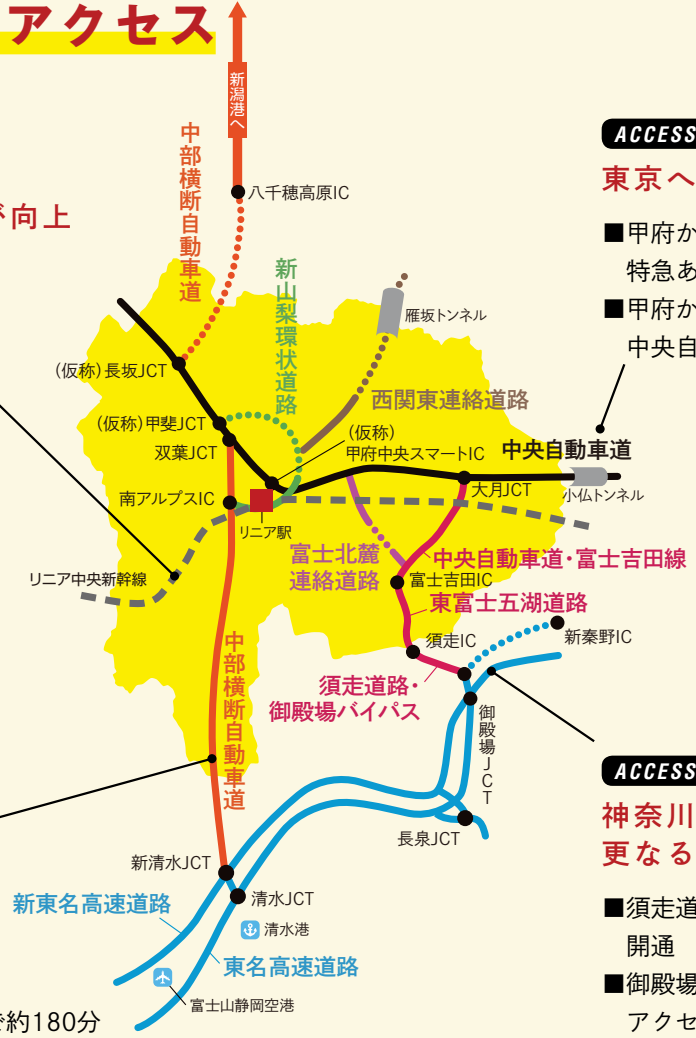 アクセス
新潟港へ
中部横断自動車道
八千穂高原IC
が向上
新山梨環状道路
雁坂トンネル
(仮称)長坂JCT
西関東連絡道路
(仮称)甲斐JCT
双葉JCT
(仮称)
甲府中央スマートIC
中央自動車道
南アルプスIC
大月JCT
小仏トンネル
リニア駅
富士北麓
連絡道路
中央自動車道・富士吉田線
リニア中央新幹線
富士吉田IC
東富士五湖道路
須走IC
新秦野IC
須走道路・
御殿場バイパス
中部横断自動車道
御殿場JCT
長泉JCT
新清水JCT
清水JCT
新東名高速道路
清水港
東名高速道路
富士山静岡空港
で約180分
ACCESS
東京へ
■甲府か
特急あ
■甲府か
中央自
ACCESS
神奈川
更なる
■須走道
開通
■御殿場
アクセ